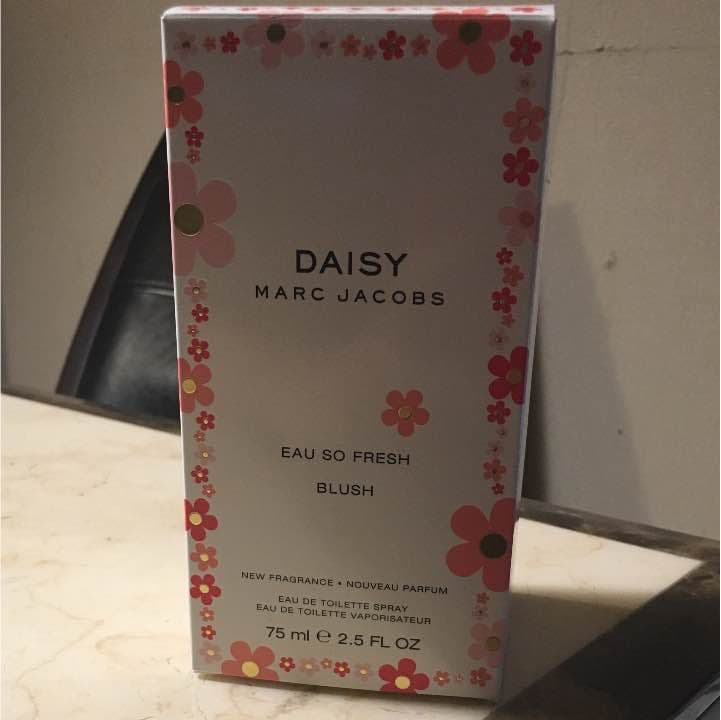 DAISY
MARC JACOBS
EAU SO FRESH
BLUSH
NEW FRAGRANCE • NOUVEAU PARFUM
EAU DE TOILETTE SPRAY
EAU DE TOILETTE VAPORISATEUR
75 ml ℮ 2.5 FL OZ